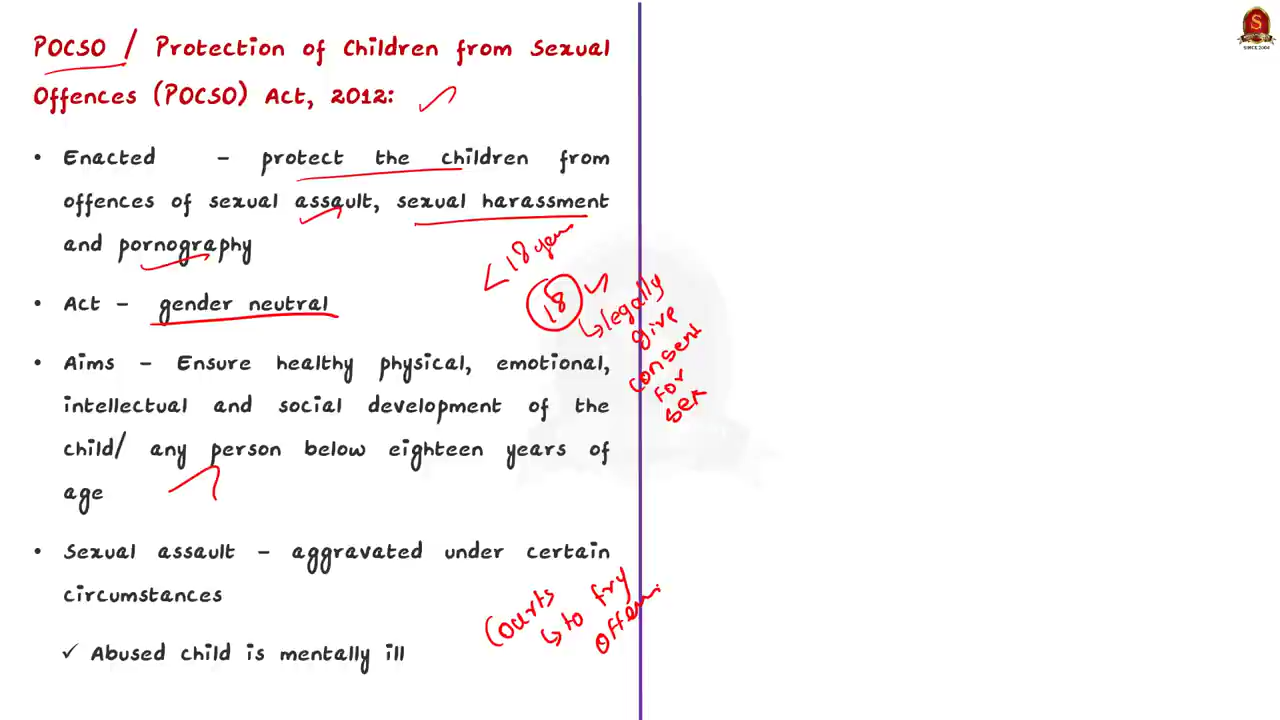 POCSO / Protection of Children from Sexual
Offences (POCSO) Act, 2012:
• Enacted – protect the children from
offences of sexual assault, sexual harassment
and pornography
< 18 years
18
↳ legally
give
consent
for
sex
• Act – gender neutral
• Aims – Ensure healthy physical, emotional,
intellectual and social development of the
child/ any person below eighteen years of
age
• Sexual assault – aggravated under certain
circumstances
Courts
↳ to try
offen
✓ Abused child is mentally ill
S
SINCE 2004